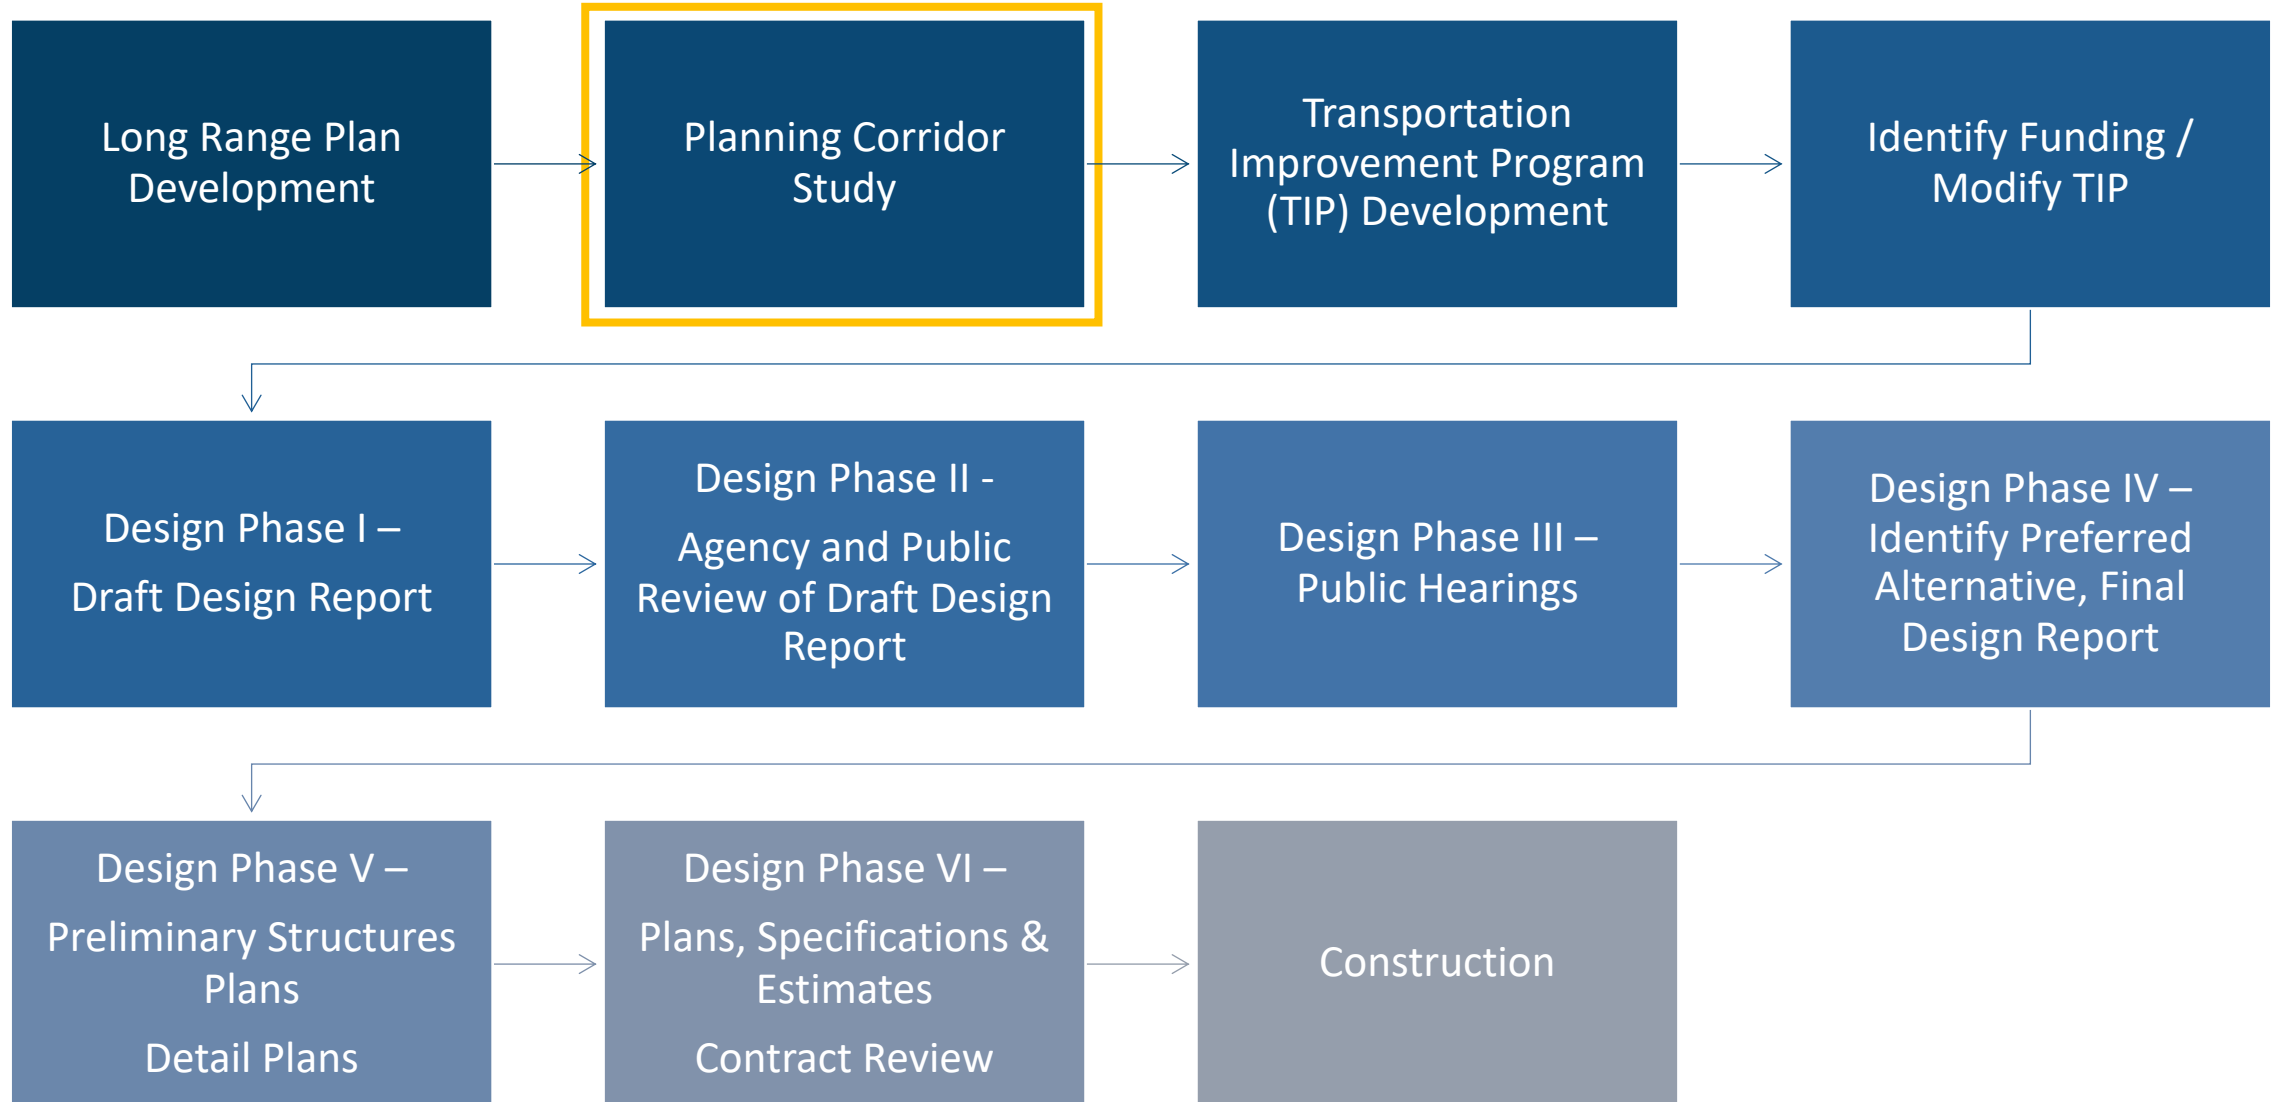 Long Range Plan
Development
Planning Corridor
Study
Transportation
Improvement Program
(TIP) Development
Identify Funding /
Modify TIP
Design Phase I –
Draft Design Report
Design Phase II -
Agency and Public
Review of Draft Design
Report
Design Phase III –
Public Hearings
Design Phase IV –
Identify Preferred
Alternative, Final
Design Report
Design Phase V –
Preliminary Structures
Plans
Detail Plans
Design Phase VI –
Plans, Specifications &
Estimates
Contract Review
Construction